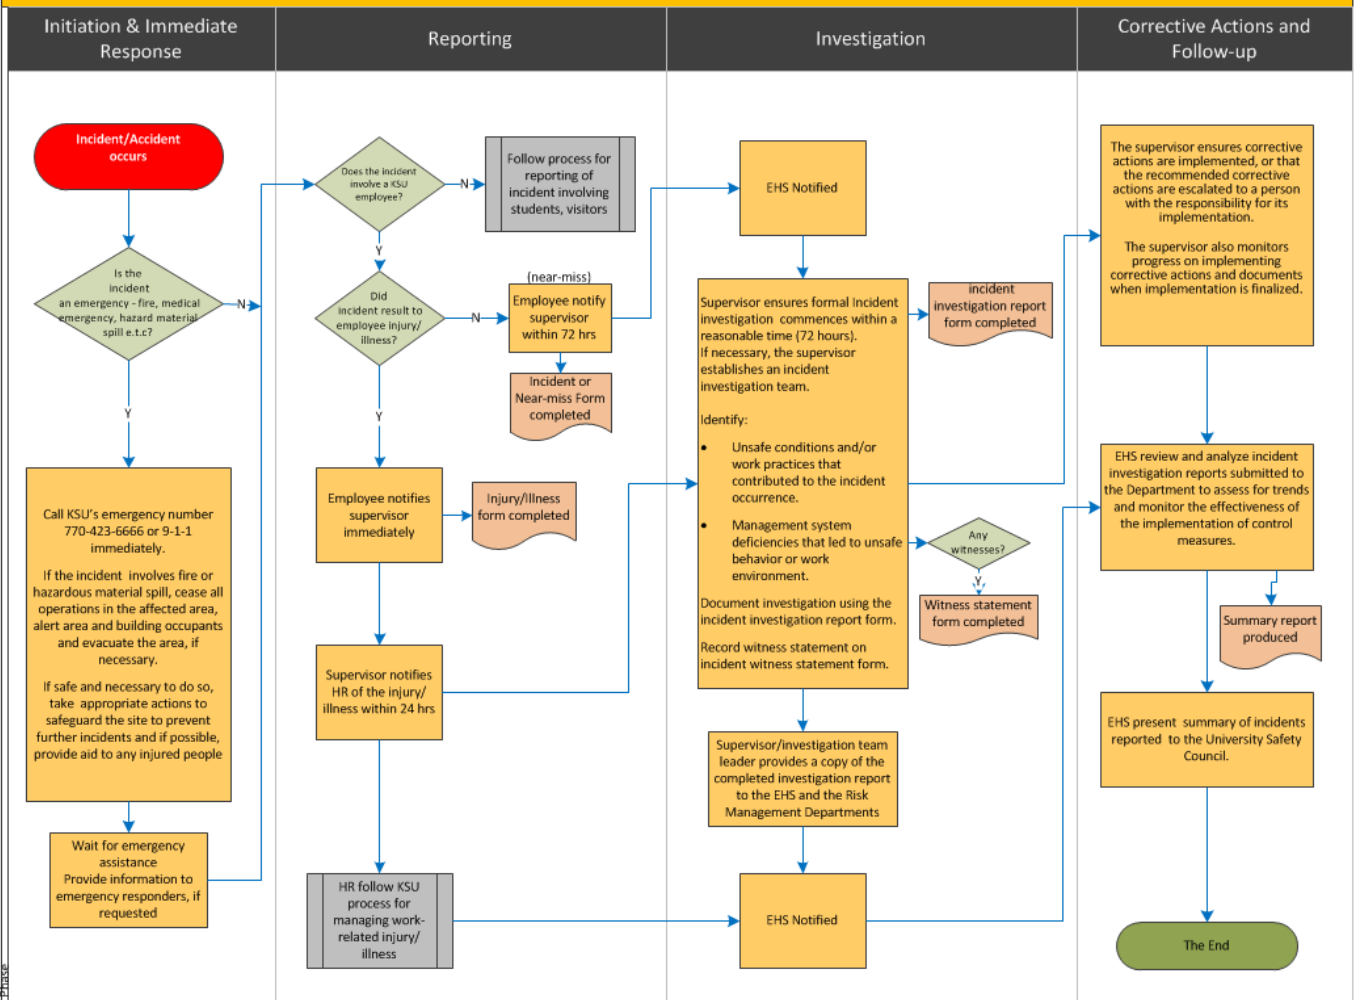 Initiation & Immediate
Response
Reporting
Investigation
Corrective Actions and
Follow-up
Incident/Accident
occurs
Is the
incident
an emergency - fire, medical
emergency, hazard material
spill e.t.c?
N
Y
Call KSU's emergency number
770-423-6666 or 9-1-1
immediately.
If the incident involves fire or
hazardous material spill, cease all
operations in the affected area,
alert area and building occupants
and evacuate the area, if
necessary.
If safe and necessary to do so,
take appropriate actions to
safeguard the site to prevent
further incidents and if possible,
provide aid to any injured people
Wait for emergency
assistance
Provide information to
emergency responders, if
requested
Does the incident
involve a KSU
employee?
N
Follow process for
reporting of
incident involving
students, visitors
Y
Did
incident result to
employee injury/
illness?
N
(near-miss)
Employee notify
supervisor
within 72 hrs
Incident or
Near-miss Form
completed
Y
Employee notifies
supervisor
immediately
Injury/Illness
form completed
Supervisor notifies
HR of the injury/
illness within 24 hrs
HR follow KSU
process for
managing work-
related injury/
illness
EHS Notified
Supervisor ensures formal Incident
investigation commences within a
reasonable time (72 hours).
If necessary, the supervisor
establishes an incident
investigation team.
Identify:
• Unsafe conditions and/or
work practices that
contributed to the incident
occurrence.
• Management system
deficiencies that led to unsafe
behavior or work
environment.
Document investigation using the
incident investigation report form.
Record witness statement on
incident witness statement form.
incident
investigation report
form completed
Any
witnesses?
Y
Witness statement
form completed
Supervisor/investigation team
leader provides a copy of the
completed investigation report
to the EHS and the Risk
Management Departments
EHS Notified
The supervisor ensures corrective
actions are implemented, or that
the recommended corrective
actions are escalated to a person
with the responsibility for its
implementation.
The supervisor also monitors
progress on implementing
corrective actions and documents
when implementation is finalized.
EHS review and analyze incident
investigation reports submitted to
the Department to assess for trends
and monitor the effectiveness of
the implementation of control
measures.
Summary report
produced
EHS present summary of incidents
reported to the University Safety
Council.
The End
Phase